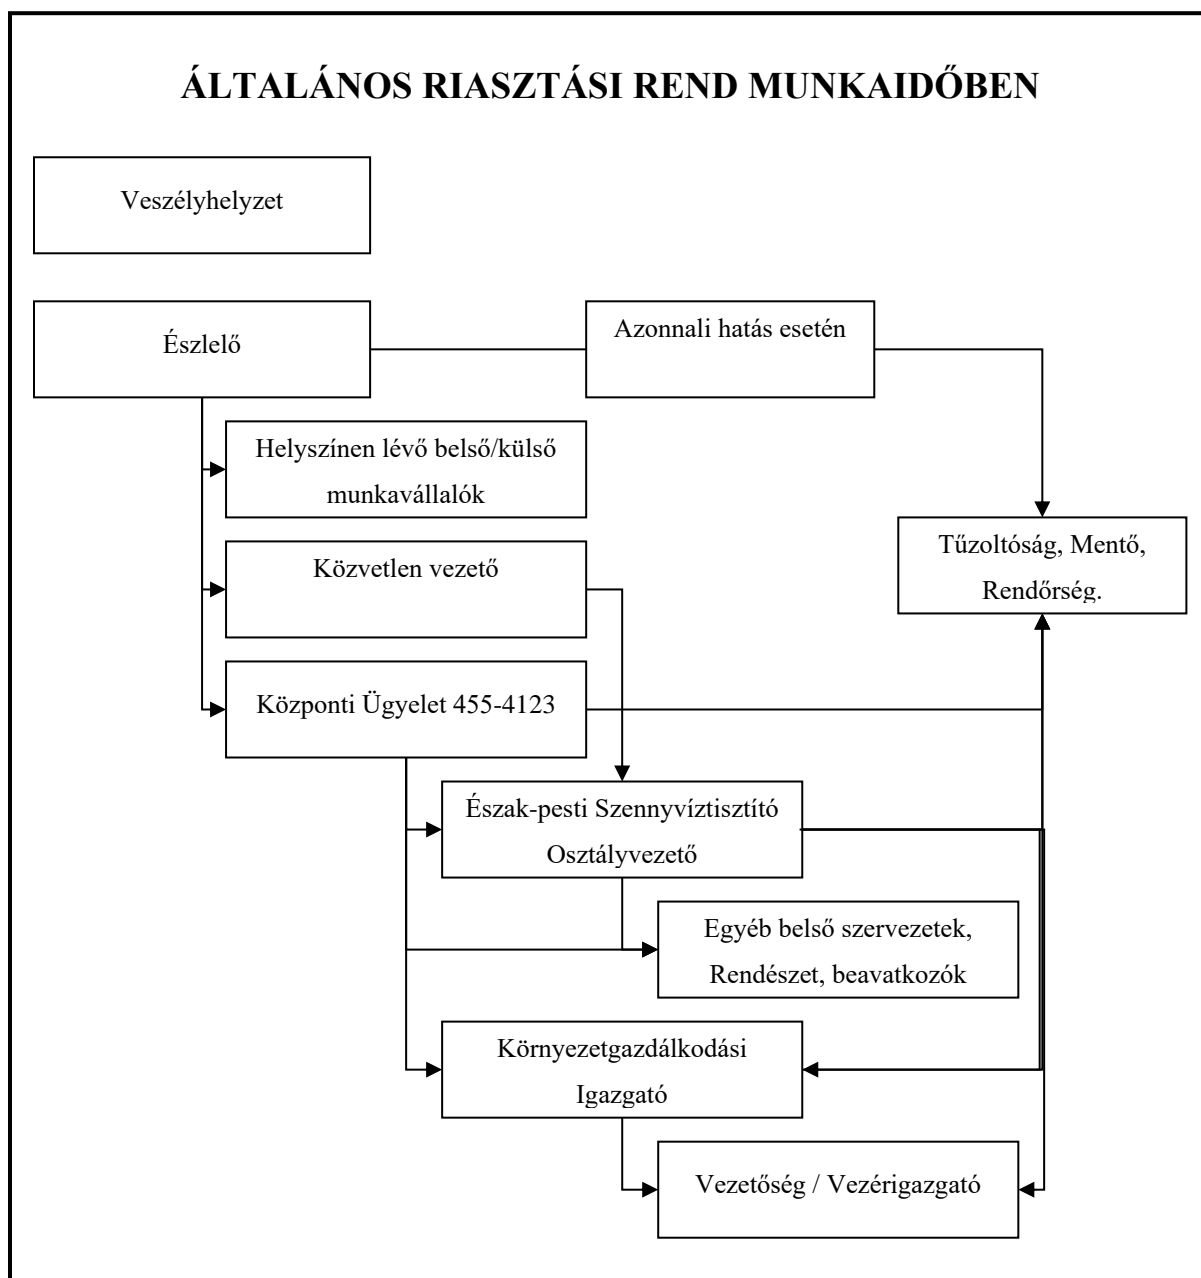 ÁLTALÁNOS RIASZTÁSI REND MUNKAIDŐBEN
Veszélyhelyzet
Észlelő
Azonnali hatás esetén
Helyszínen lévő belső/külső
munkavállalók
Tűzoltóság, Mentő,
Rendőrség.
Közvetlen vezető
Központi Ügyelet 455-4123
Észak-pesti Szennyvíztisztító
Osztályvezető
Egyéb belső szervezetek,
Rendészet, beavatkozók
Környezetgazdálkodási
Igazgató
Vezetőség / Vezérigazgató